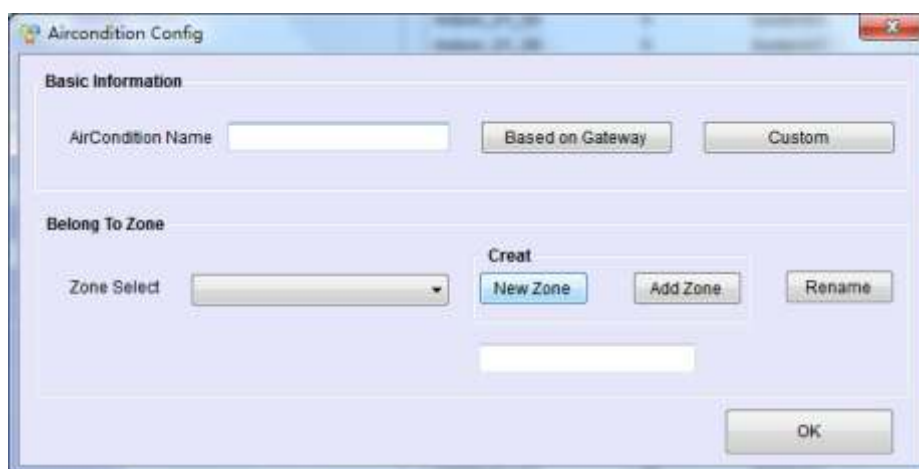 Aircondition Config
Basic Information
AirCondition Name Based on Gateway Custom
Belong To Zone
Creat
Zone Select New Zone Add Zone Rename
OK